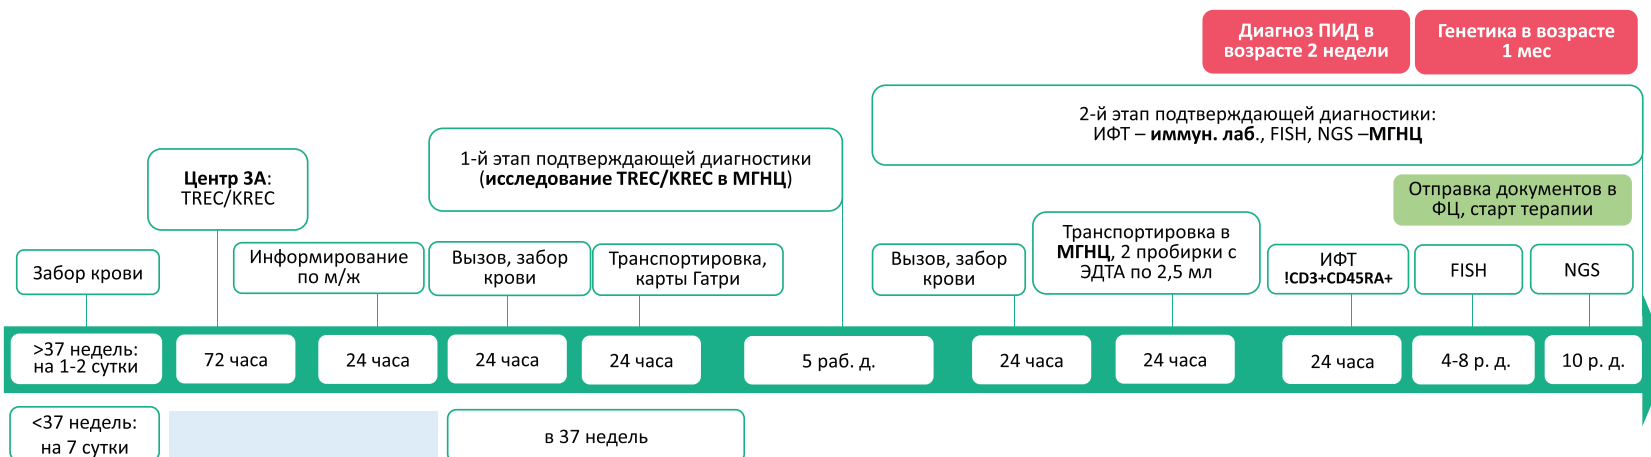 Диагноз ПИД в
возрасте 2 недели
Генетика в возрасте
1 мес
2-й этап подтверждающей диагностики:
ИФТ – иммун. лаб., FISH, NGS –МГНЦ
1-й этап подтверждающей диагностики
(исследование TREC/KREC в МГНЦ)
Центр 3А:
TREC/KREC
Отправка документов в
ФЦ, старт терапии
Забор крови
Информирование
по м/ж
Вызов, забор
крови
Транспортировка,
карты Гатри
Вызов, забор
крови
Транспортировка в
МГНЦ, 2 пробирки с
ЭДТА по 2,5 мл
ИФТ
!CD3+CD45RA+
FISH
NGS
>37 недель:
на 1-2 сутки
72 часа
24 часа
24 часа
24 часа
5 раб. д.
24 часа
24 часа
24 часа
4-8 р. д.
10 р. д.
<37 недель:
на 7 сутки
в 37 недель